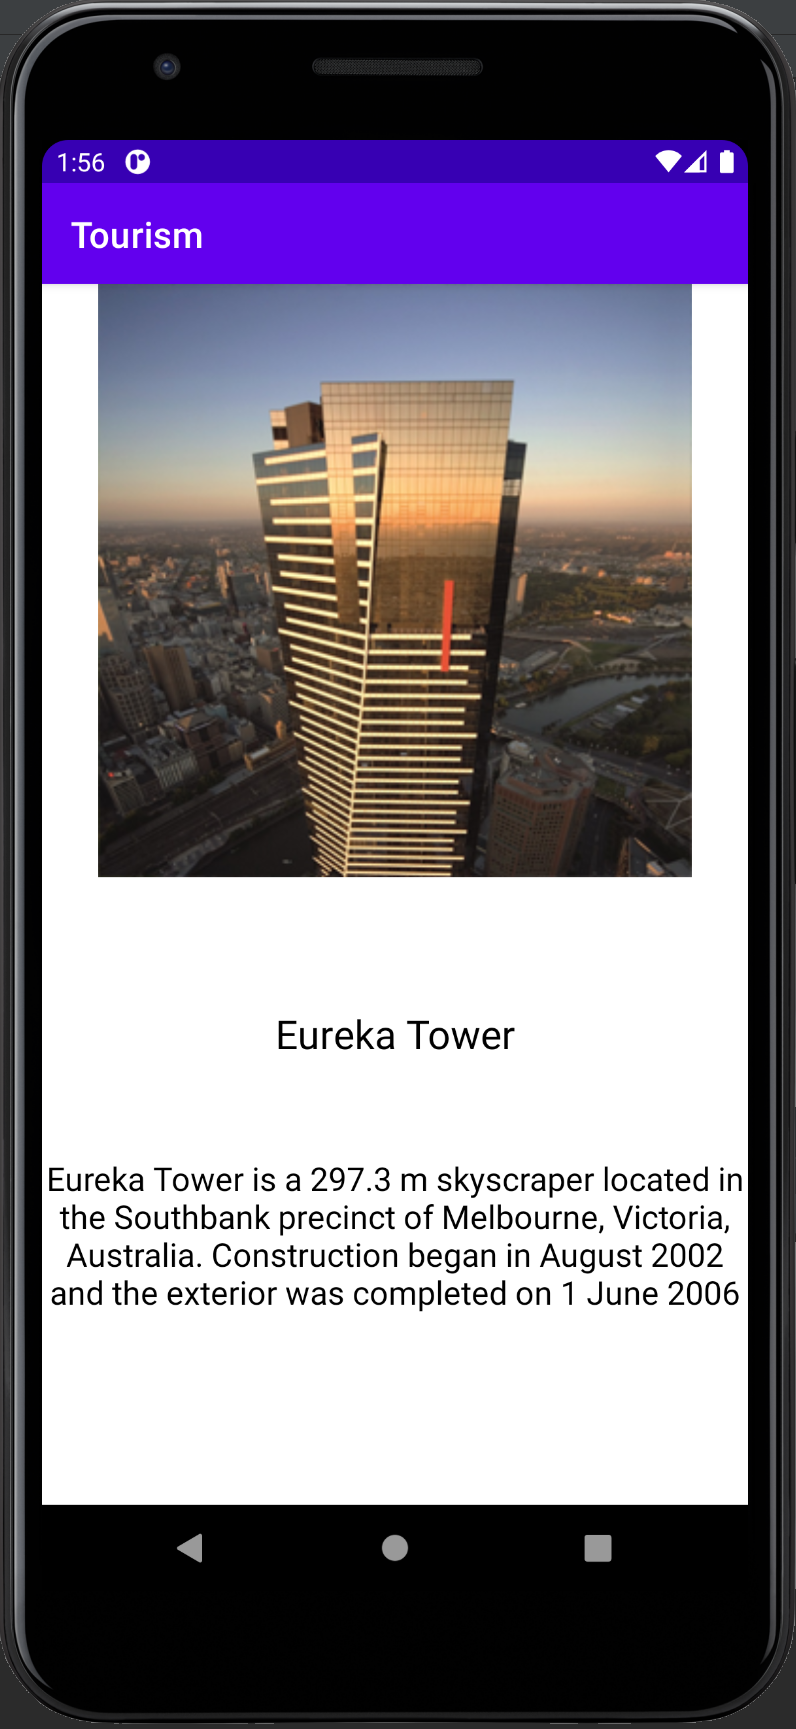 1:56
Tourism
Eureka Tower
Eureka Tower is a 297.3 m skyscraper located in
the Southbank precinct of Melbourne, Victoria,
Australia. Construction began in August 2002
and the exterior was completed on 1 June 2006